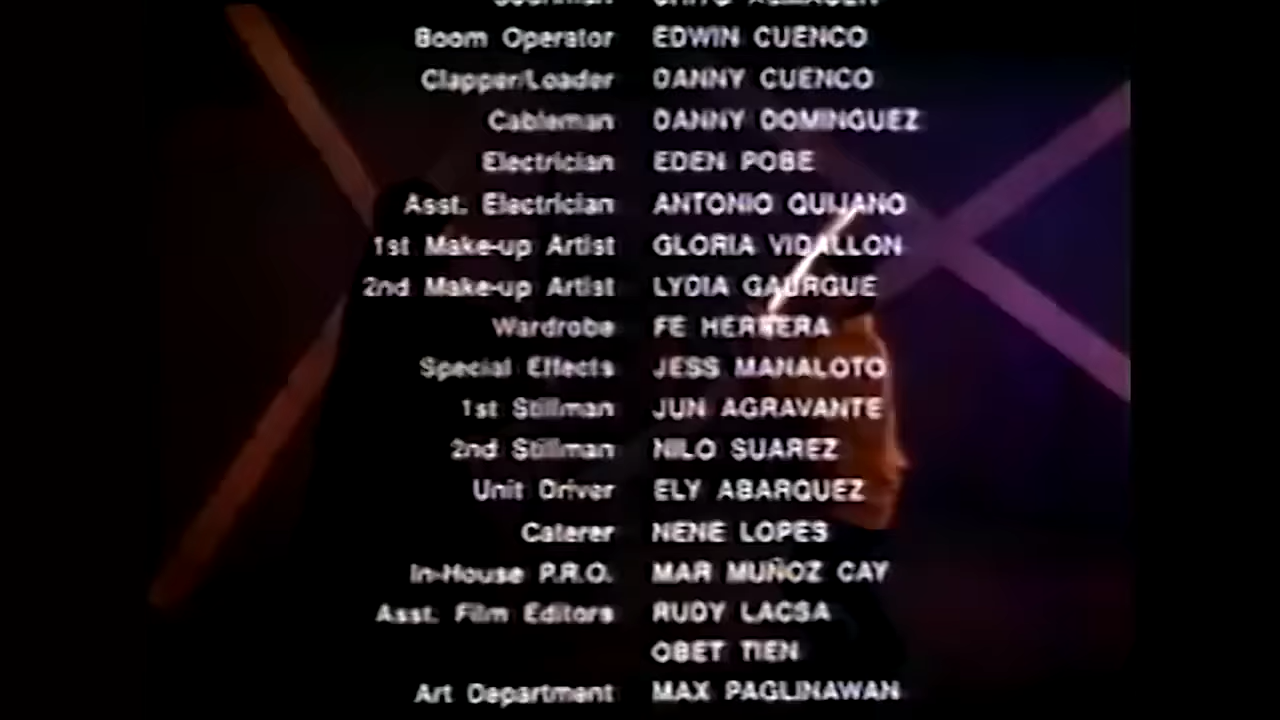 Boom Operator EDWIN CUENCO
Clapper/Loader DANNY CUENCO
Cableman DANNY DOMINGUEZ
Electrician EDEN POBE
Asst. Electrician ANTONIO QUIJANO
1st Make-up Artist GLORIA VIDALLON
2nd Make-up Artist LYDIA GAURGUE
Wardrobe FE HERRERA
Special Effects JESS MANALOTO
1st Stillman JUN AGRAVANTE
2nd Stillman NILO SUAREZ
Unit Driver ELY ABARQUEZ
Caterer NENE LOPES
In-House P.R.O. MAR MUÑOZ CAY
Asst. Film Editors RUDY LACSA
OBET TIEN
Art Department MAX PAGLINAWAN